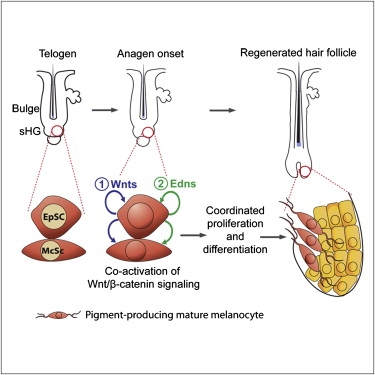 Telogen
Anagen onset
Regenerated hair follicle
Bulge
sHG
1 Wnts
2 Edns
EpSC
McSc
Co-activation of
Wnt/β-catenin signaling
Coordinated
proliferation
and
differentiation
Pigment-producing mature melanocyte